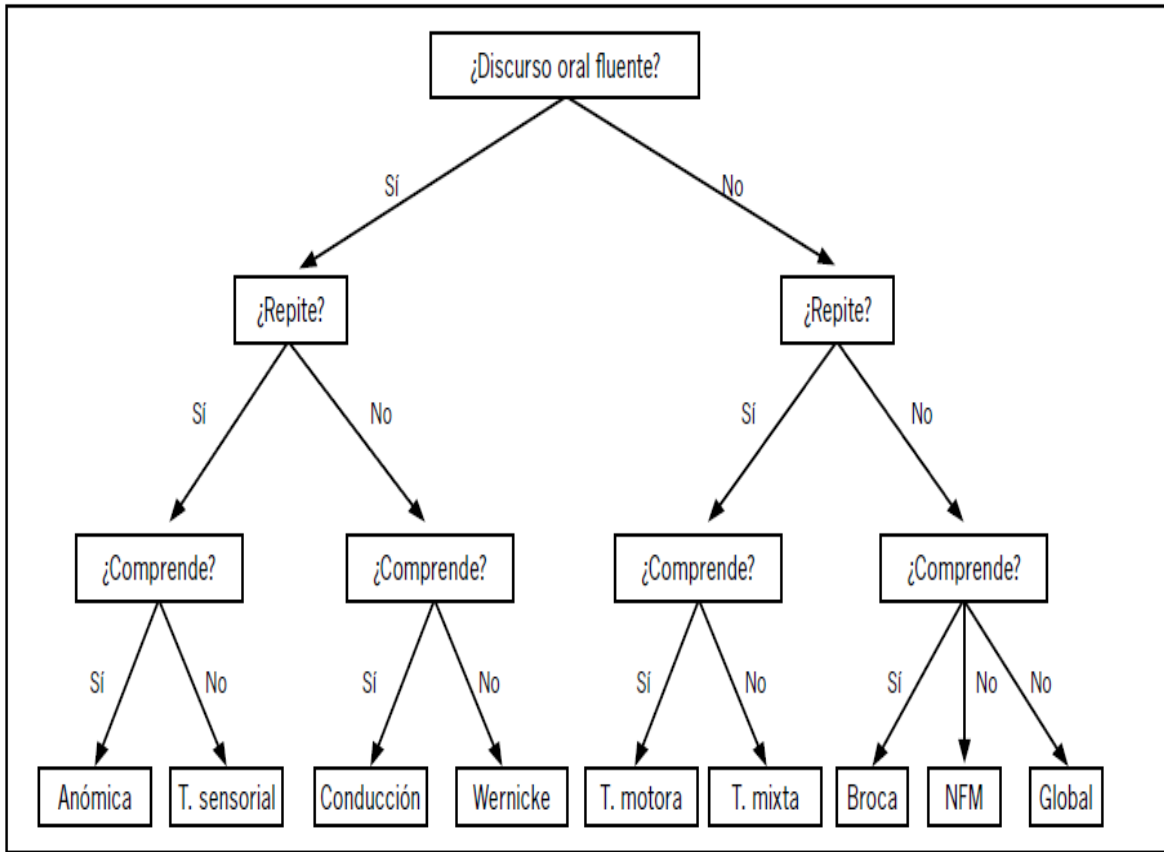 ¿Discurso oral fluente?
Sí
No
¿Repite?
¿Repite?
Sí
No
Sí
No
¿Comprende?
¿Comprende?
¿Comprende?
¿Comprende?
Sí
No
Sí
No
Sí
No
Sí
No
No
Anómica
T. sensorial
Conducción
Wernicke
T. motora
T. mixta
Broca
NFM
Global